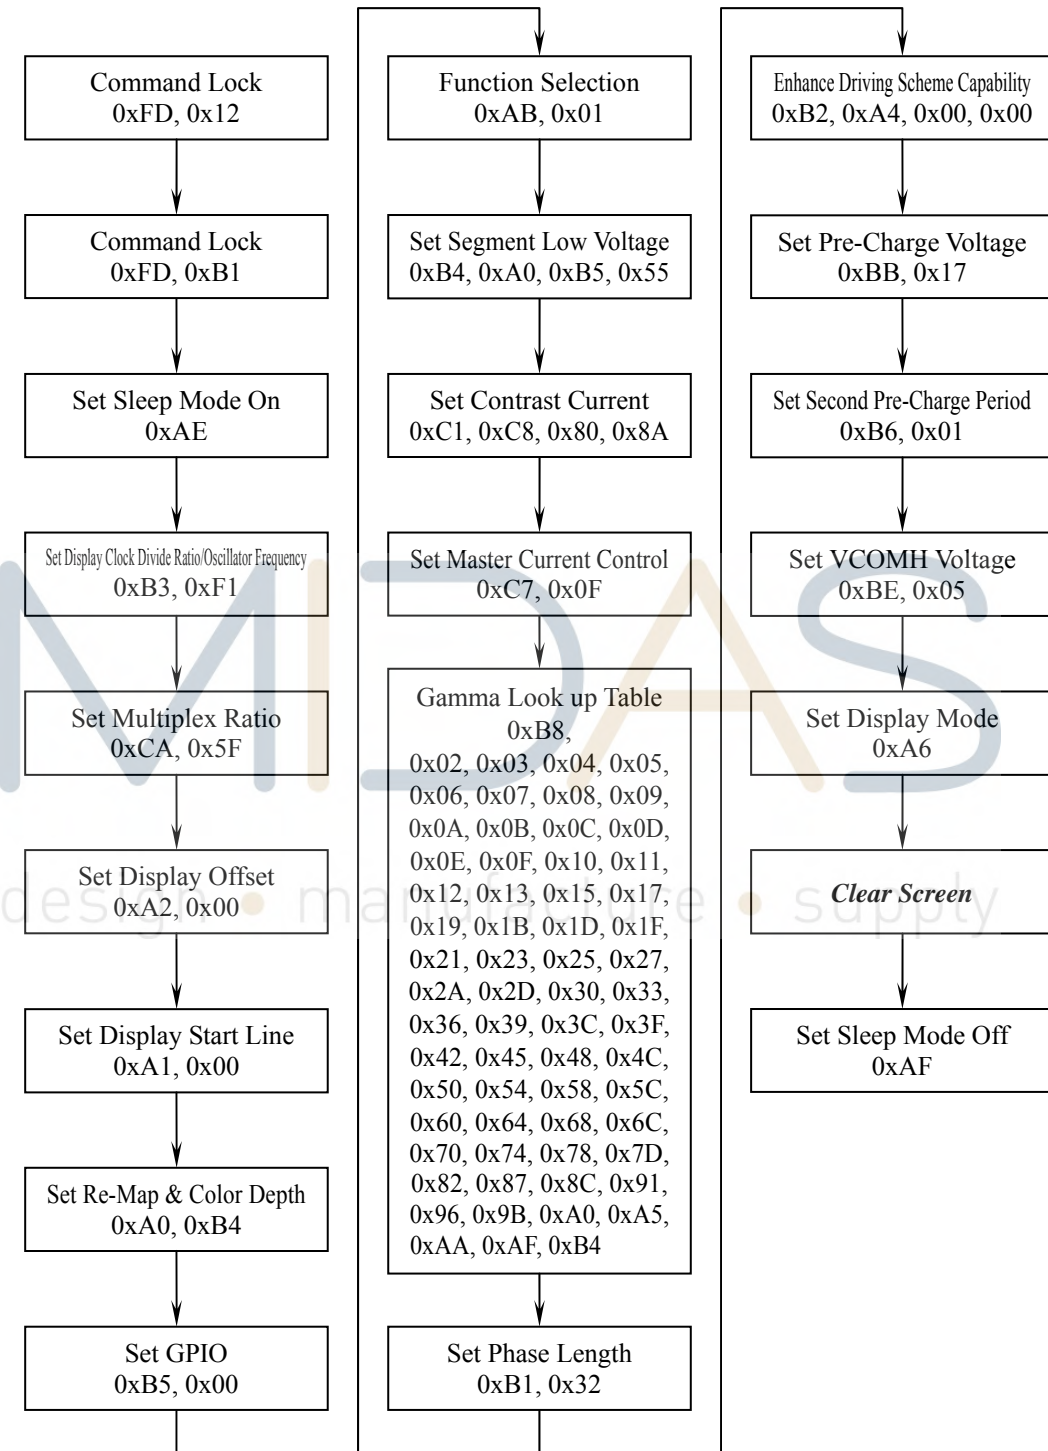 Command Lock
0xFD, 0x12
Command Lock
0xFD, 0xB1
Set Sleep Mode On
0xAE
Set Display Clock Divide Ratio/Oscillator Frequency
0xB3, 0xF1
Set Multiplex Ratio
0xCA, 0x5F
Set Display Offset
0xA2, 0x00
Set Display Start Line
0xA1, 0x00
Set Re-Map & Color Depth
0xA0, 0xB4
Set GPIO
0xB5, 0x00
Function Selection
0xAB, 0x01
Set Segment Low Voltage
0xB4, 0xA0, 0xB5, 0x55
Set Contrast Current
0xC1, 0xC8, 0x80, 0x8A
Set Master Current Control
0xC7, 0x0F
Gamma Look up Table
0xB8,
0x02, 0x03, 0x04, 0x05,
0x06, 0x07, 0x08, 0x09,
0x0A, 0x0B, 0x0C, 0x0D,
0x0E, 0x0F, 0x10, 0x11,
0x12, 0x13, 0x15, 0x17,
0x19, 0x1B, 0x1D, 0x1F,
0x21, 0x23, 0x25, 0x27,
0x2A, 0x2D, 0x30, 0x33,
0x36, 0x39, 0x3C, 0x3F,
0x42, 0x45, 0x48, 0x4C,
0x50, 0x54, 0x58, 0x5C,
0x60, 0x64, 0x68, 0x6C,
0x70, 0x74, 0x78, 0x7D,
0x82, 0x87, 0x8C, 0x91,
0x96, 0x9B, 0xA0, 0xA5,
0xAA, 0xAF, 0xB4
Set Phase Length
0xB1, 0x32
Enhance Driving Scheme Capability
0xB2, 0xA4, 0x00, 0x00
Set Pre-Charge Voltage
0xBB, 0x17
Set Second Pre-Charge Period
0xB6, 0x01
Set VCOMH Voltage
0xBE, 0x05
Set Display Mode
0xA6
Clear Screen
Set Sleep Mode Off
0xAF
MIDAS
design • manufacture • supply